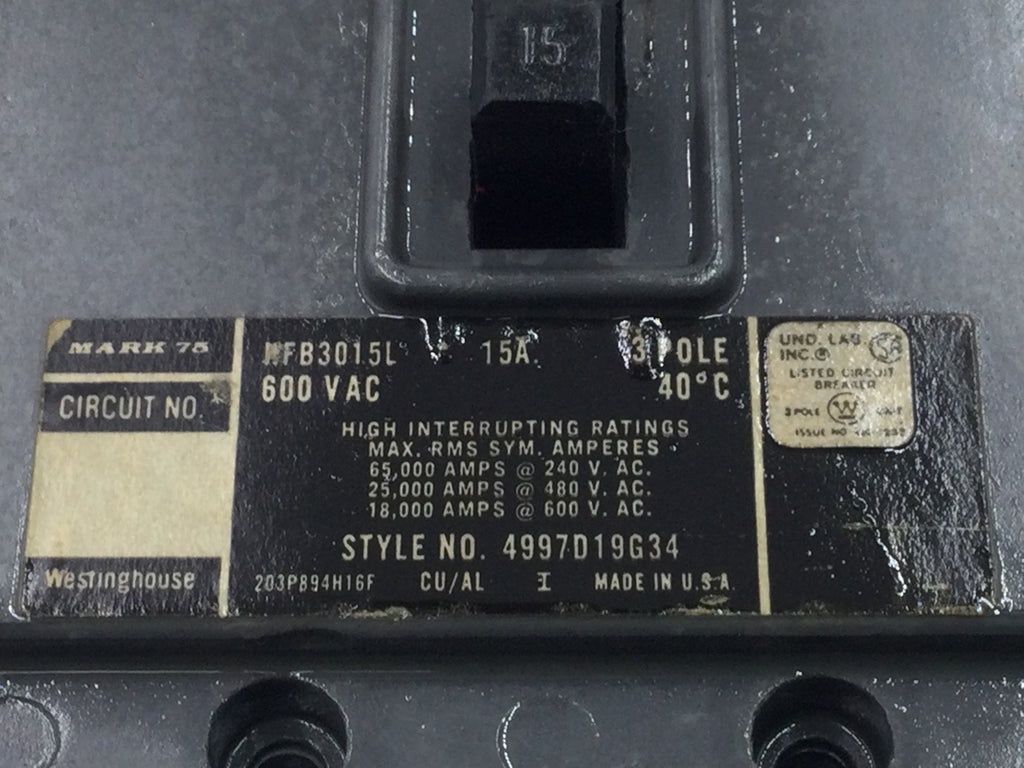 15
MARK 75
CIRCUIT NO.
Westinghouse
HFB3015L 15A. 3 POLE
600 VAC 40°C
HIGH INTERRUPTING RATINGS
MAX. RMS SYM. AMPERES
65,000 AMPS @ 240 V. AC.
25,000 AMPS @ 480 V. AC.
18,000 AMPS @ 600 V. AC.
STYLE NO. 4997D19G34
203P894H16F CU/AL I MADE IN U.S.A.
UND. LAB.
INC.®
LISTED CIRCUIT
BREAKER
3 POLE W
ISSUE NO.